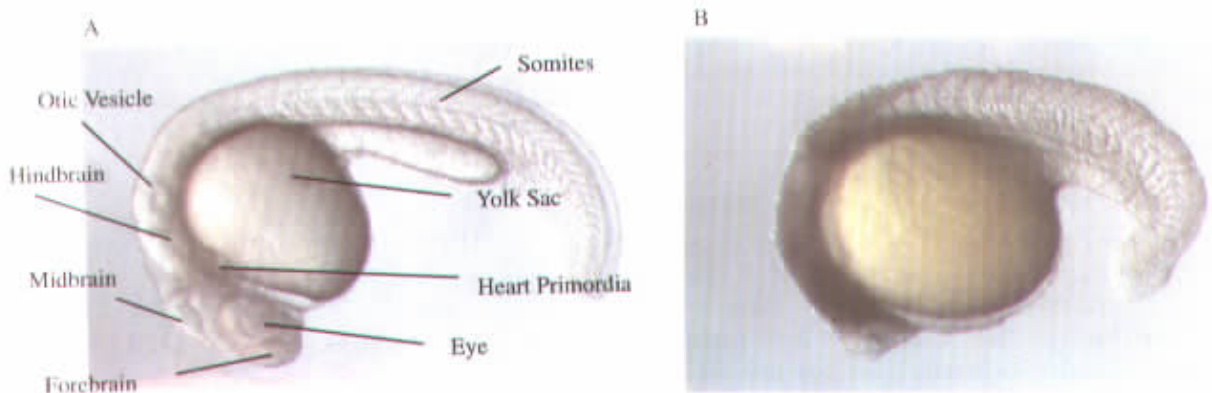 A
B
Somites
Otic Vesicle
Hindbrain
Yolk Sac
Midbrain
Heart Primordia
Eye
Forebrain